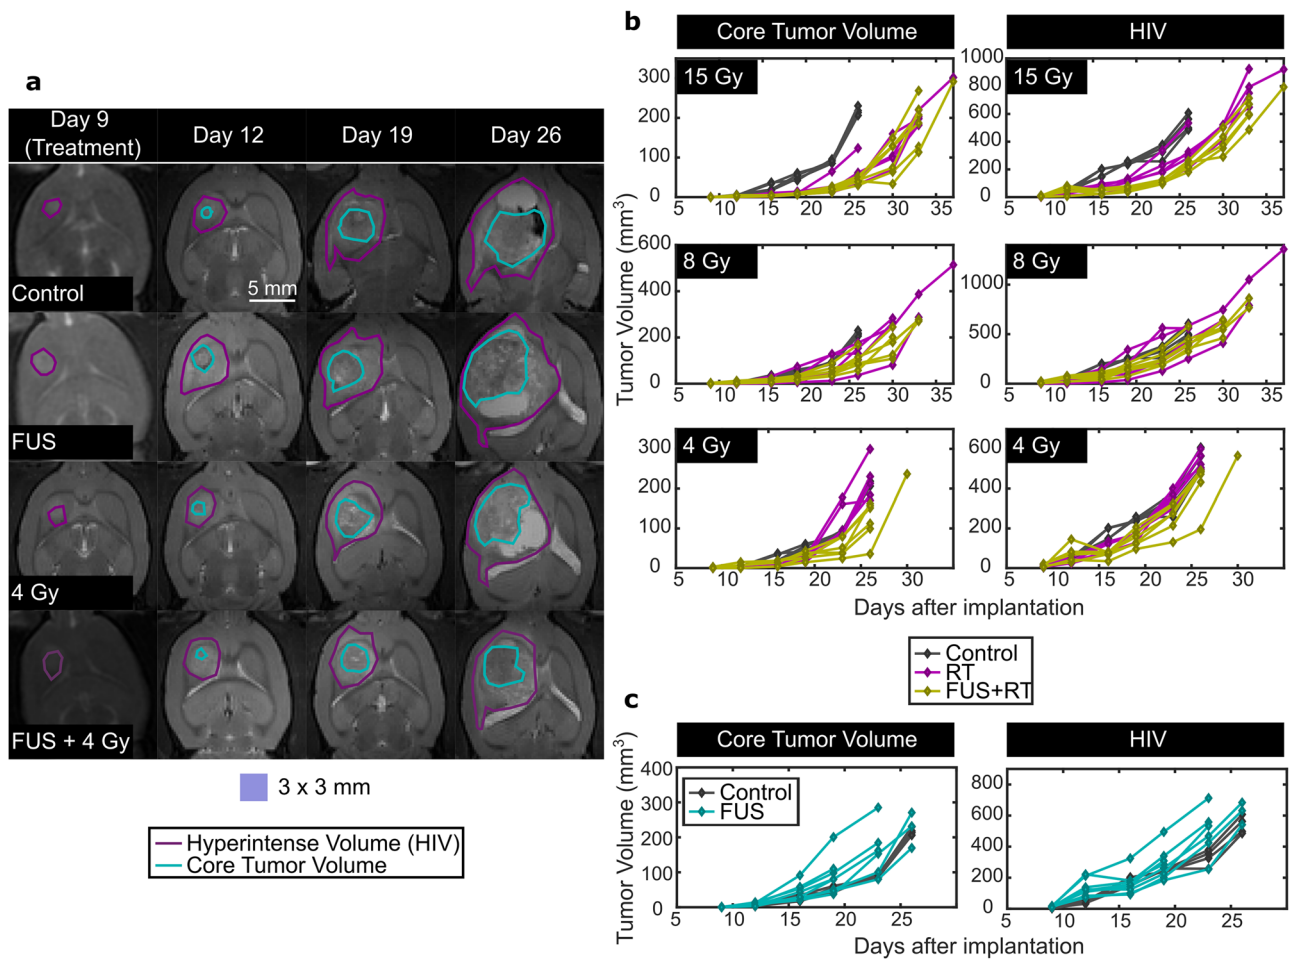 a
Day 9
(Treatment)
Day 12
Day 19
Day 26
Control
5 mm
FUS
4 Gy
FUS + 4 Gy
3 x 3 mm
Hyperintense Volume (HIV)
Core Tumor Volume
b
Core Tumor Volume
HIV
15 Gy
300
200
100
0
5
10
15
20
25
30
35
15 Gy
1000
800
600
400
200
0
5
10
15
20
25
30
35
Tumor Volume (mm³)
8 Gy
600
400
200
0
5
10
15
20
25
30
35
8 Gy
1000
500
0
5
10
15
20
25
30
35
4 Gy
300
200
100
0
5
10
15
20
25
30
4 Gy
600
400
200
0
5
10
15
20
25
30
Days after implantation
Days after implantation
Control
RT
FUS+RT
c
Core Tumor Volume
HIV
Tumor Volume (mm³)
400
300
200
100
0
5
10
15
20
25
Control
FUS
800
600
400
200
0
5
10
15
20
25
Days after implantation
Days after implantation